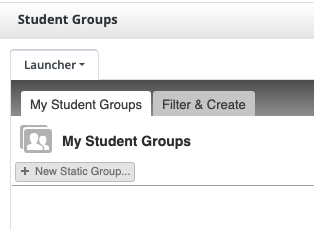 Student Groups
Launcher
My Student Groups Filter & Create
My Student Groups
+ New Static Group...